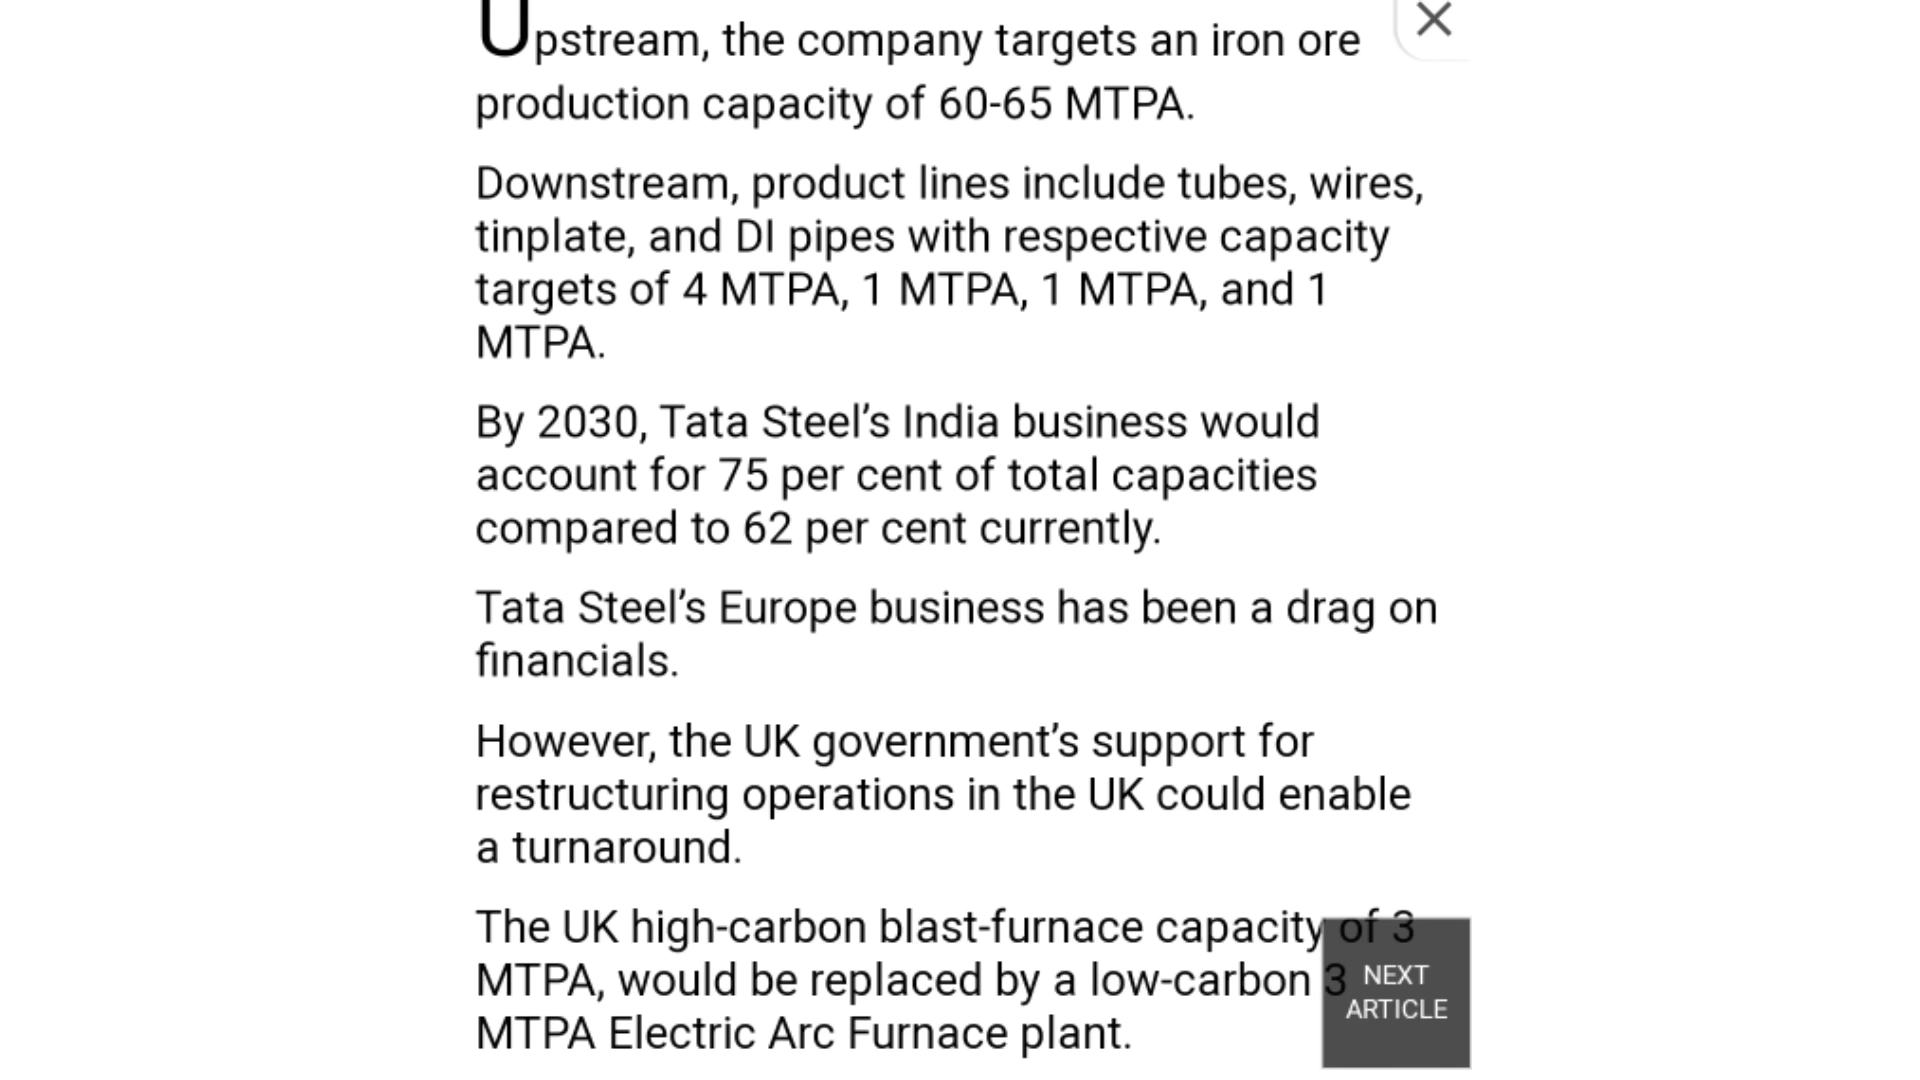 Upstream, the company targets an iron ore
production capacity of 60-65 MTPA.
Downstream, product lines include tubes, wires,
tinplate, and DI pipes with respective capacity
targets of 4 MTPA, 1 MTPA, 1 MTPA, and 1
MTPA.
By 2030, Tata Steel’s India business would
account for 75 per cent of total capacities
compared to 62 per cent currently.
Tata Steel’s Europe business has been a drag on
financials.
However, the UK government’s support for
restructuring operations in the UK could enable
a turnaround.
The UK high-carbon blast-furnace capacity of 3
MTPA, would be replaced by a low-carbon 3
MTPA Electric Arc Furnace plant.
NEXT
ARTICLE